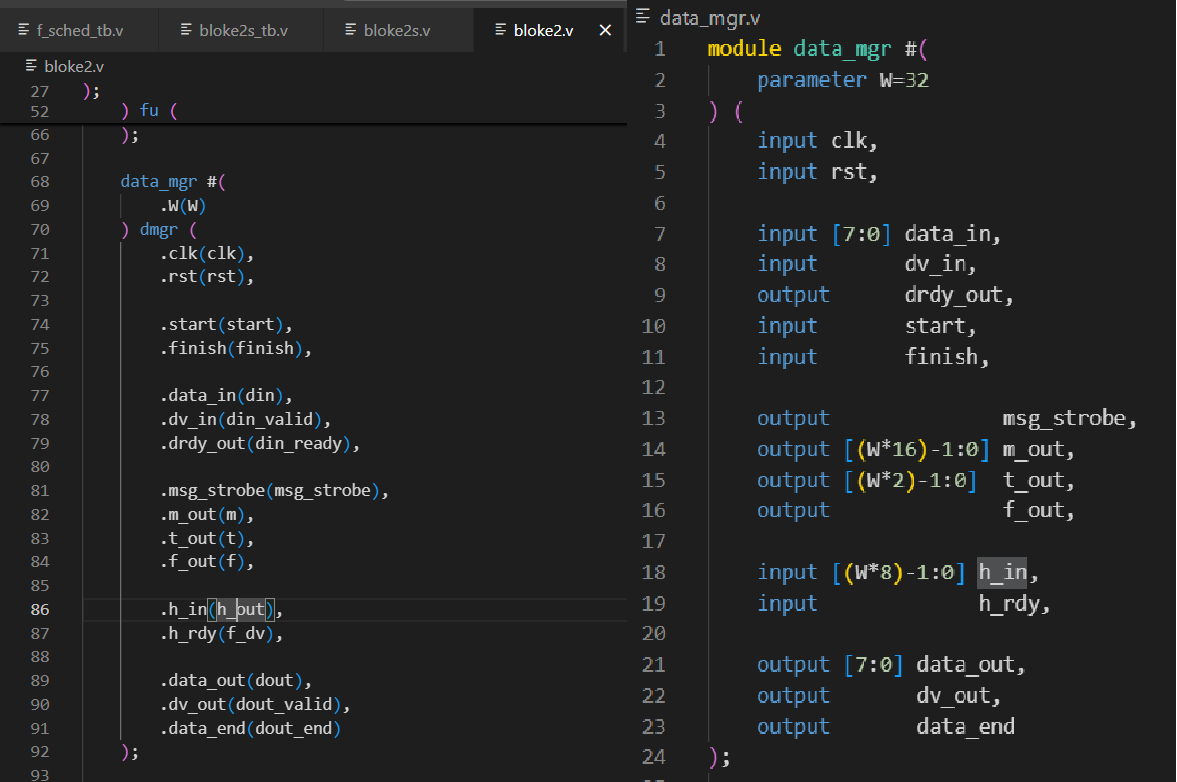 f_sched_tb.v bloke2s_tb.v bloke2s.v bloke2.v ✕
bloke2.v
27 );
52 ) fu (
66 );
67
68 data_mgr #(
69 .W(W)
70 ) dmgr (
71 .clk(clk),
72 .rst(rst),
73
74 .start(start),
75 .finish(finish),
76
77 .data_in(din),
78 .dv_in(din_valid),
79 .drdy_out(din_ready),
80
81 .msg_strobe(msg_strobe),
82 .m_out(m),
83 .t_out(t),
84 .f_out(f),
85
86 .h_in(h_out),
87 .h_rdy(f_dv),
88
89 .data_out(dout),
90 .dv_out(dout_valid),
91 .data_end(dout_end)
92 );
93
data_mgr.v
1 module data_mgr #(
2 parameter W=32
3 ) (
4 input clk,
5 input rst,
6
7 input [7:0] data_in,
8 input dv_in,
9 output drdy_out,
10 input start,
11 input finish,
12
13 output msg_strobe,
14 output [(W*16)-1:0] m_out,
15 output [(W*2)-1:0] t_out,
16 output f_out,
17
18 input [(W*8)-1:0] h_in,
19 input h_rdy,
20
21 output [7:0] data_out,
22 output dv_out,
23 output data_end
24 );